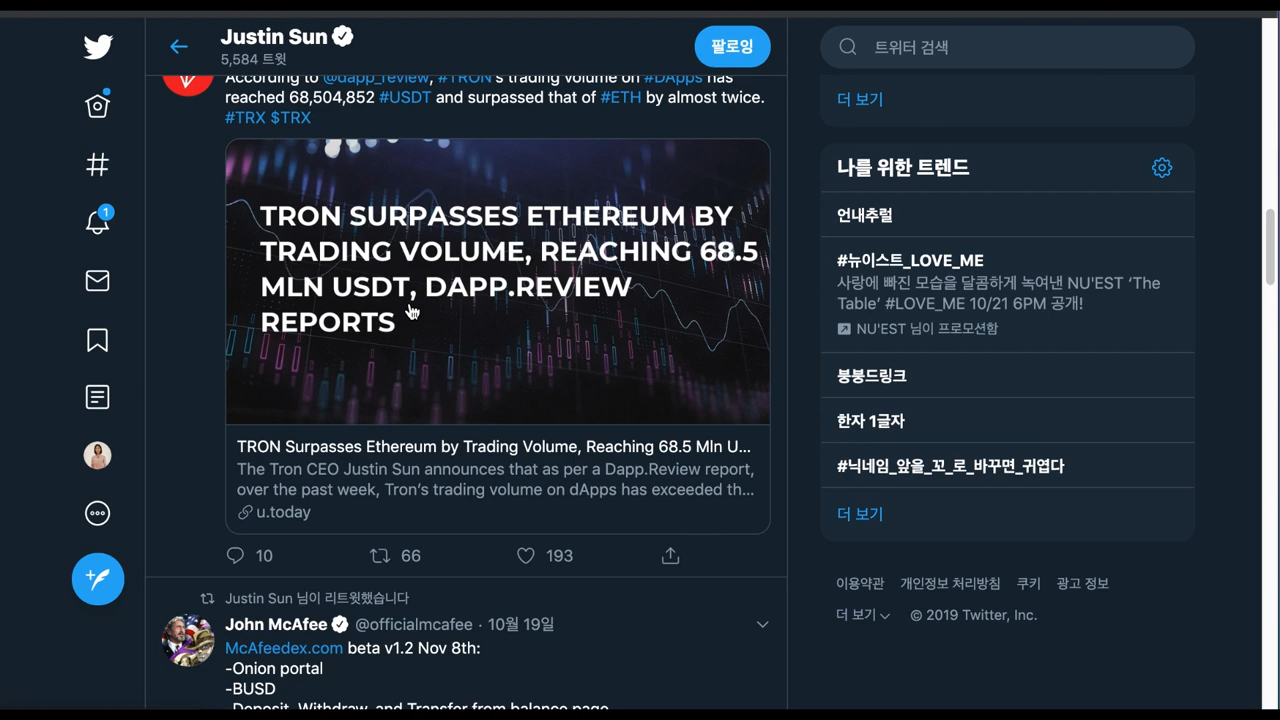 Justin Sun
5,584 트윗
팔로잉
According to @dapp_review, #TRON's trading volume on #DApps has
reached 68,504,852 #USDT and surpassed that of #ETH by almost twice.
#TRX $TRX
TRON SURPASSES ETHEREUM BY
TRADING VOLUME, REACHING 68.5
MLN USDT, DAPP.REVIEW
REPORTS
TRON Surpasses Ethereum by Trading Volume, Reaching 68.5 Mln U...
The Tron CEO Justin Sun announces that as per a Dapp.Review report,
over the past week, Tron's trading volume on dApps has exceeded th...
u.today
10
66
193
Justin Sun 님이 리트윗했습니다
John McAfee @officialmcafee · 10월 19일
McAfeedex.com beta v1.2 Nov 8th:
-Onion portal
-BUSD
-Deposit, Withdraw, and Transfer from balance page
1
트위터 검색
더 보기
나를 위한 트렌드
언내추럴
#뉴이스트_LOVE_ME
사랑에 빠진 모습을 달콤하게 녹여낸 NU'EST ‘The
Table’ #LOVE_ME 10/21 6PM 공개!
NU'EST 님이 프로모션함
붕붕드링크
한자 1글자
#닉네임_앞을_꼬_로_바꾸면_귀엽다
더 보기
이용약관 개인정보 처리방침 쿠키 광고 정보
더 보기 © 2019 Twitter, Inc.